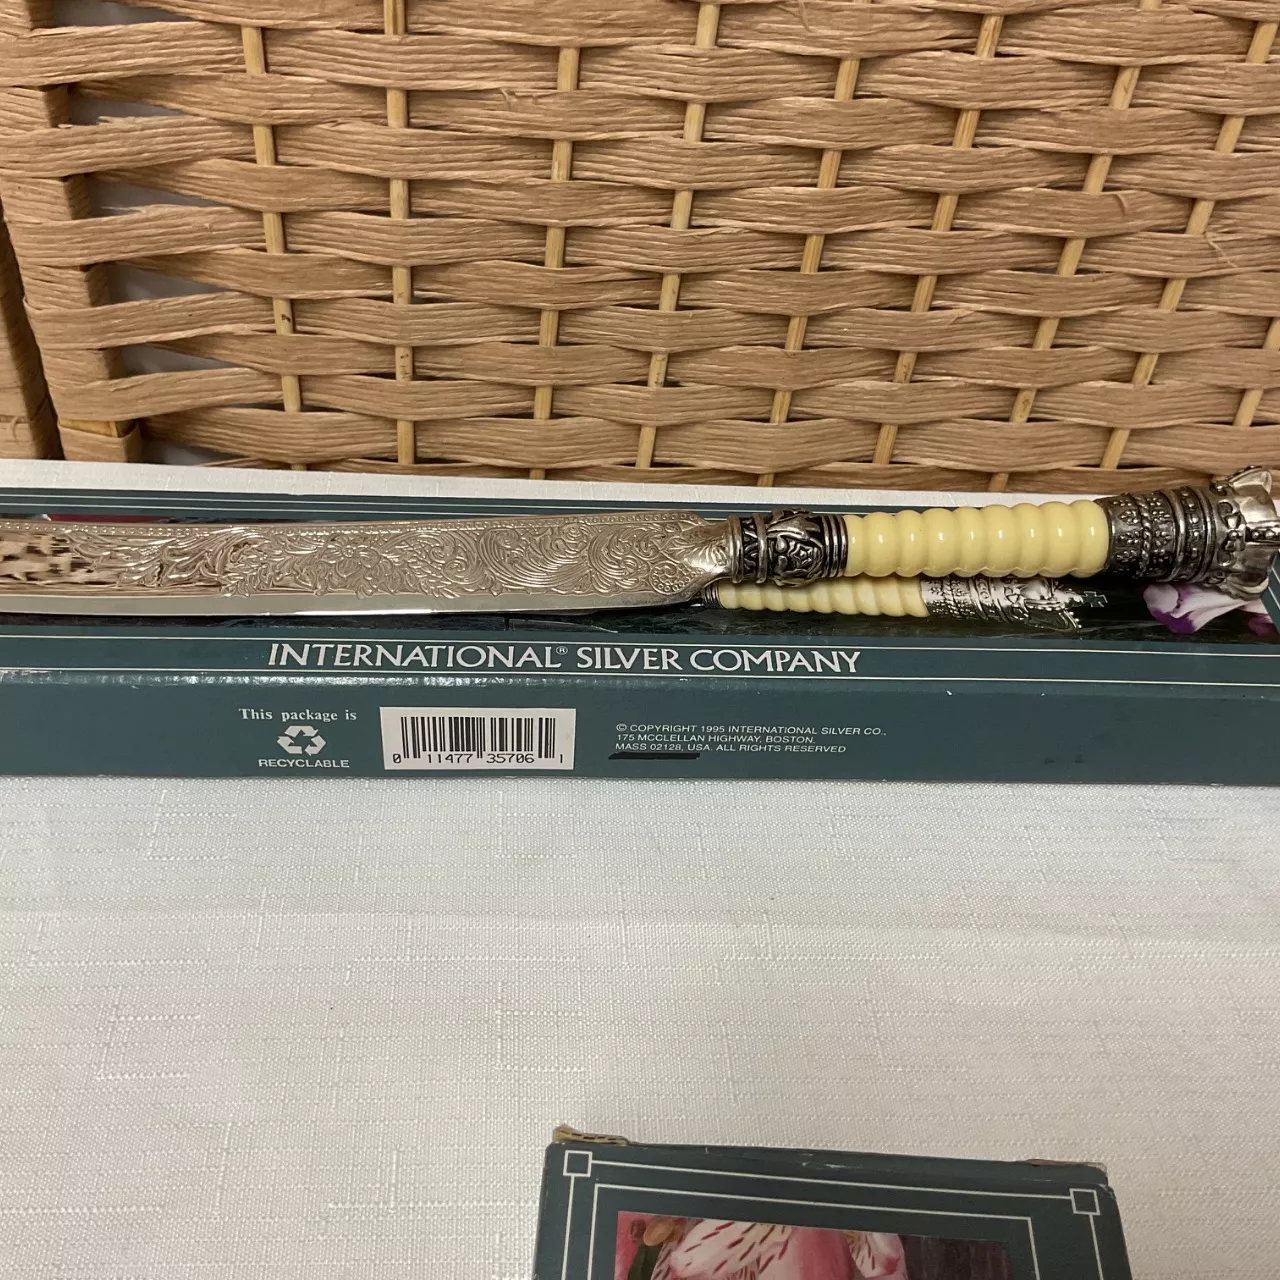 INTERNATIONAL® SILVER COMPANY
This package is
RECYCLABLE
0 11477 35706 1
© COPYRIGHT 1995 INTERNATIONAL SILVER CO.,
175 MCCLELLAN HIGHWAY, BOSTON,
MASS 02128, USA. ALL RIGHTS RESERVED